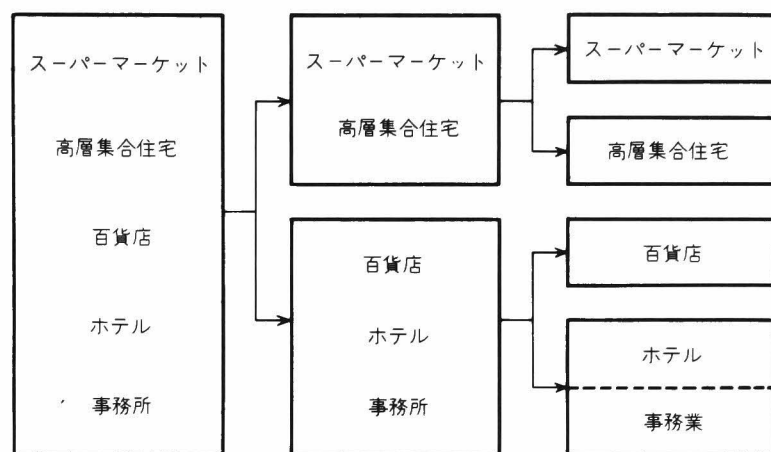 スーパーマーケット
高層集合住宅
百貨店
ホテル
事務所
スーパーマーケット
高層集合住宅
百貨店
ホテル
事務所
スーパーマーケット
高層集合住宅
百貨店
ホテル
事務業